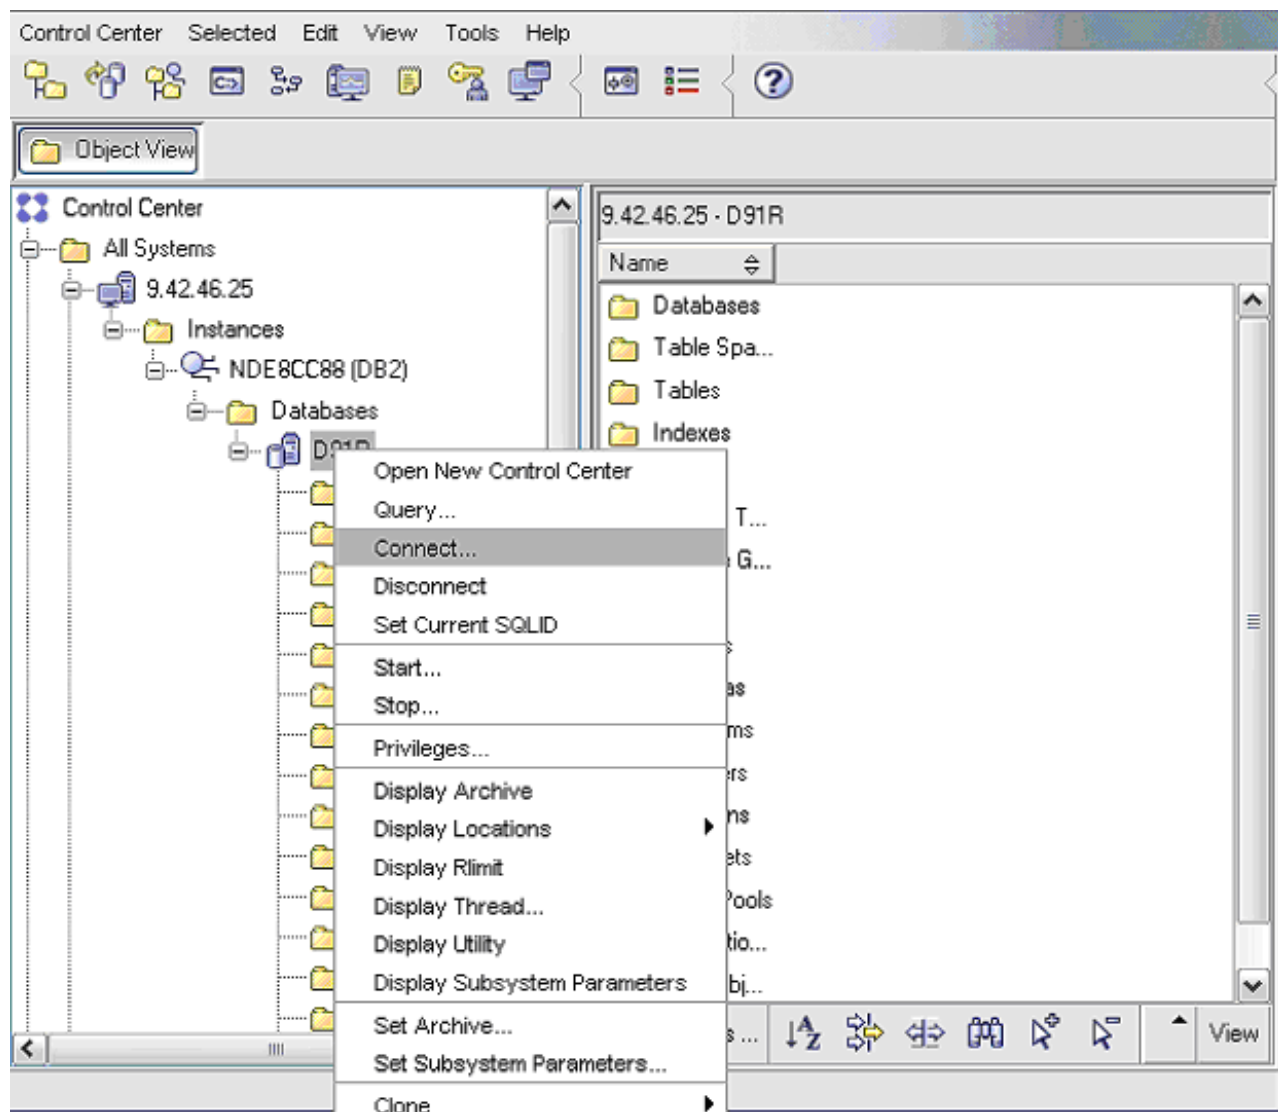 Control Center Selected Edit View Tools Help
Object View
Control Center
All Systems
9.42.46.25
Instances
NDE8CC88 (DB2)
Databases
D91R
9.42.46.25 - D91R
Name
Databases
Table Spa...
Tables
Indexes
T...
G...
Open New Control Center
Query...
Connect...
Disconnect
Set Current SQLID
Start...
Stop...
Privileges...
Display Archive
Display Locations
Display Rlimit
Display Thread...
Display Utility
Display Subsystem Parameters
Set Archive...
Set Subsystem Parameters...
Clone
View